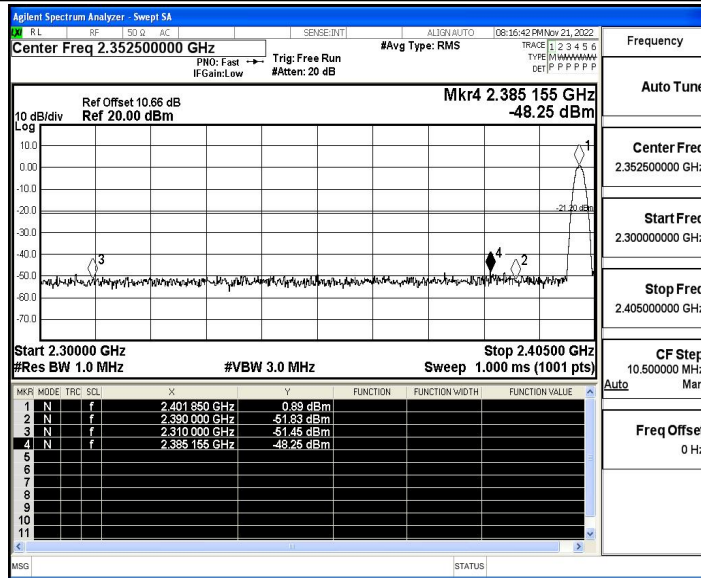 Agilent Spectrum Analyzer - Swept SA
RL RF 50 Ω AC SENSE:INT ALIGN AUTO 08:16:42 PM Nov 21, 2022
Center Freq 2.352500000 GHz
PNO: Fast
IFGain:Low
Trig: Free Run
#Atten: 20 dB
#Avg Type: RMS
TRACE 1 2 3 4 5 6
TYPE
DET P P P P P P
Ref Offset 10.66 dB
10 dB/div Ref 20.00 dBm
Log
Mkr4 2.385 155 GHz
-48.25 dBm
10.0
0.00
-10.0
-20.0
-30.0
-40.0
-50.0
-60.0
-70.0
1
-21.20 dBm
3
4
2
Start 2.30000 GHz Stop 2.40500 GHz
#Res BW 1.0 MHz #VBW 3.0 MHz Sweep 1.000 ms (1001 pts)
MKR MODE TRC SCL X Y FUNCTION FUNCTION WIDTH FUNCTION VALUE
1 N f 2.401 850 GHz 0.89 dBm
2 N f 2.390 000 GHz -51.83 dBm
3 N f 2.310 000 GHz -51.45 dBm
4 N f 2.385 155 GHz -48.25 dBm
5
6
7
8
9
10
11
MSG STATUS
Frequency
Auto Tune
Center Freq
2.352500000 GHz
Start Freq
2.300000000 GHz
Stop Freq
2.405000000 GHz
CF Step
10.500000 MHz
Auto Man
Freq Offset
0 Hz